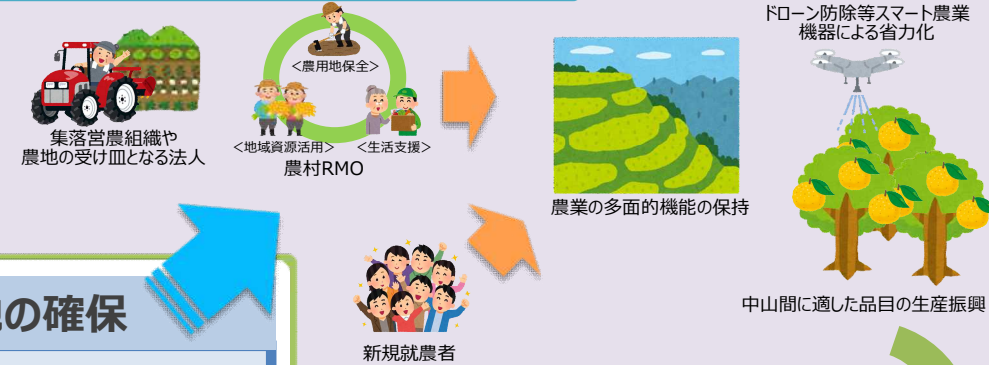 ドローン防除等スマート農業
機器による省力化
<農用地保全>
集落営農組織や
農地の受け皿となる法人
<地域資源活用>
<生活支援>
農村RMO
農業の多面的機能の保持
中山間に適した品目の生産振興
の確保
新規就農者